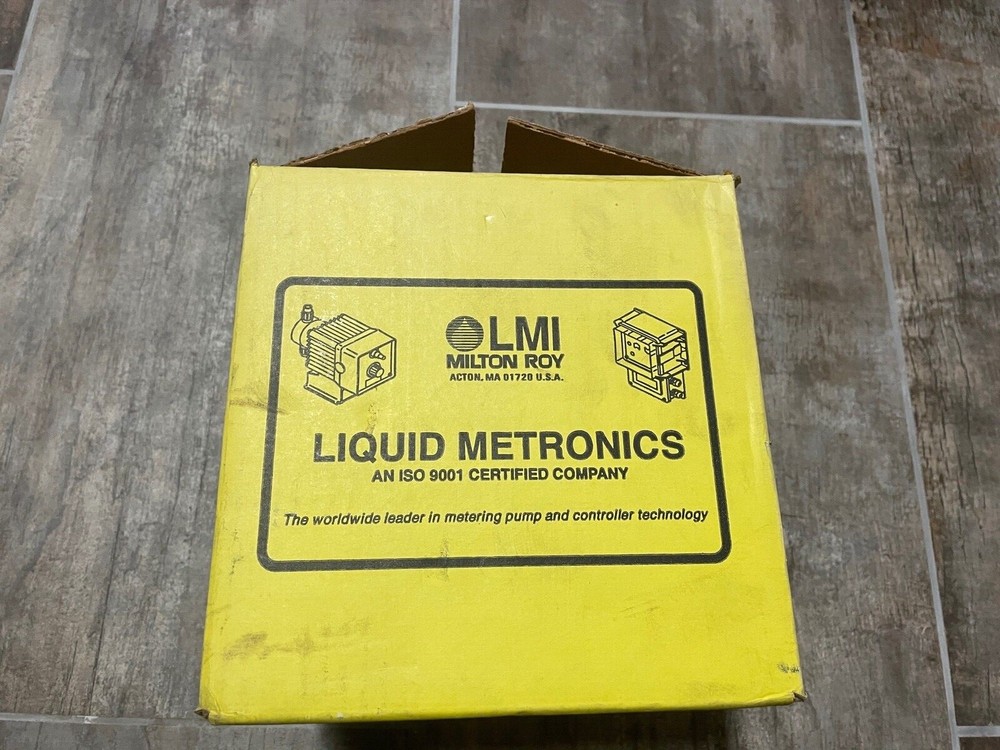 LMI
MILTON ROY
ACTON, MA 01720 U.S.A.
LIQUID METRONICS
AN ISO 9001 CERTIFIED COMPANY
The worldwide leader in metering pump and controller technology